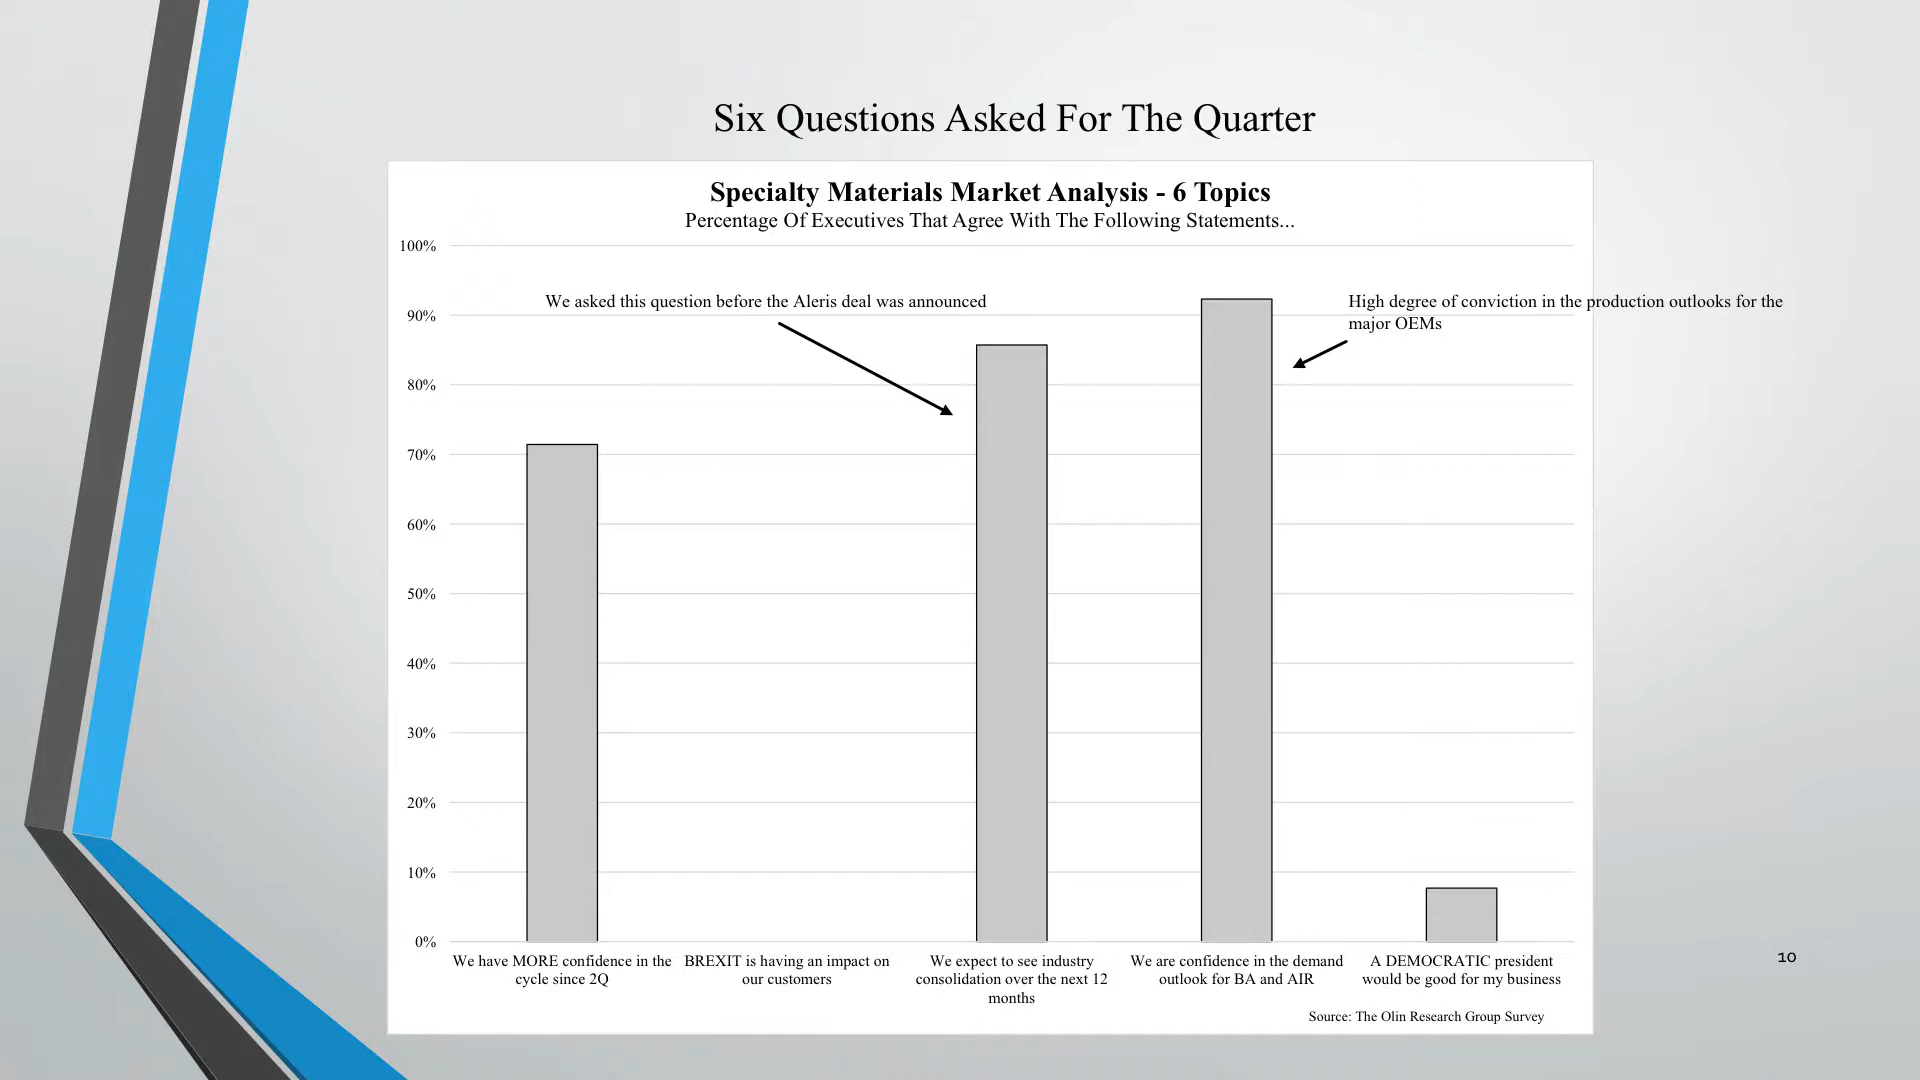 Six Questions Asked For The Quarter
Specialty Materials Market Analysis - 6 Topics
Percentage Of Executives That Agree With The Following Statements...
100%
90%
80%
70%
60%
50%
40%
30%
20%
10%
0%
We asked this question before the Aleris deal was announced
High degree of conviction in the production outlooks for the
major OEMs
We have MORE confidence in the
cycle since 2Q
BREXIT is having an impact on
our customers
We expect to see industry
consolidation over the next 12
months
We are confidence in the demand
outlook for BA and AIR
A DEMOCRATIC president
would be good for my business
Source: The Olin Research Group Survey
10